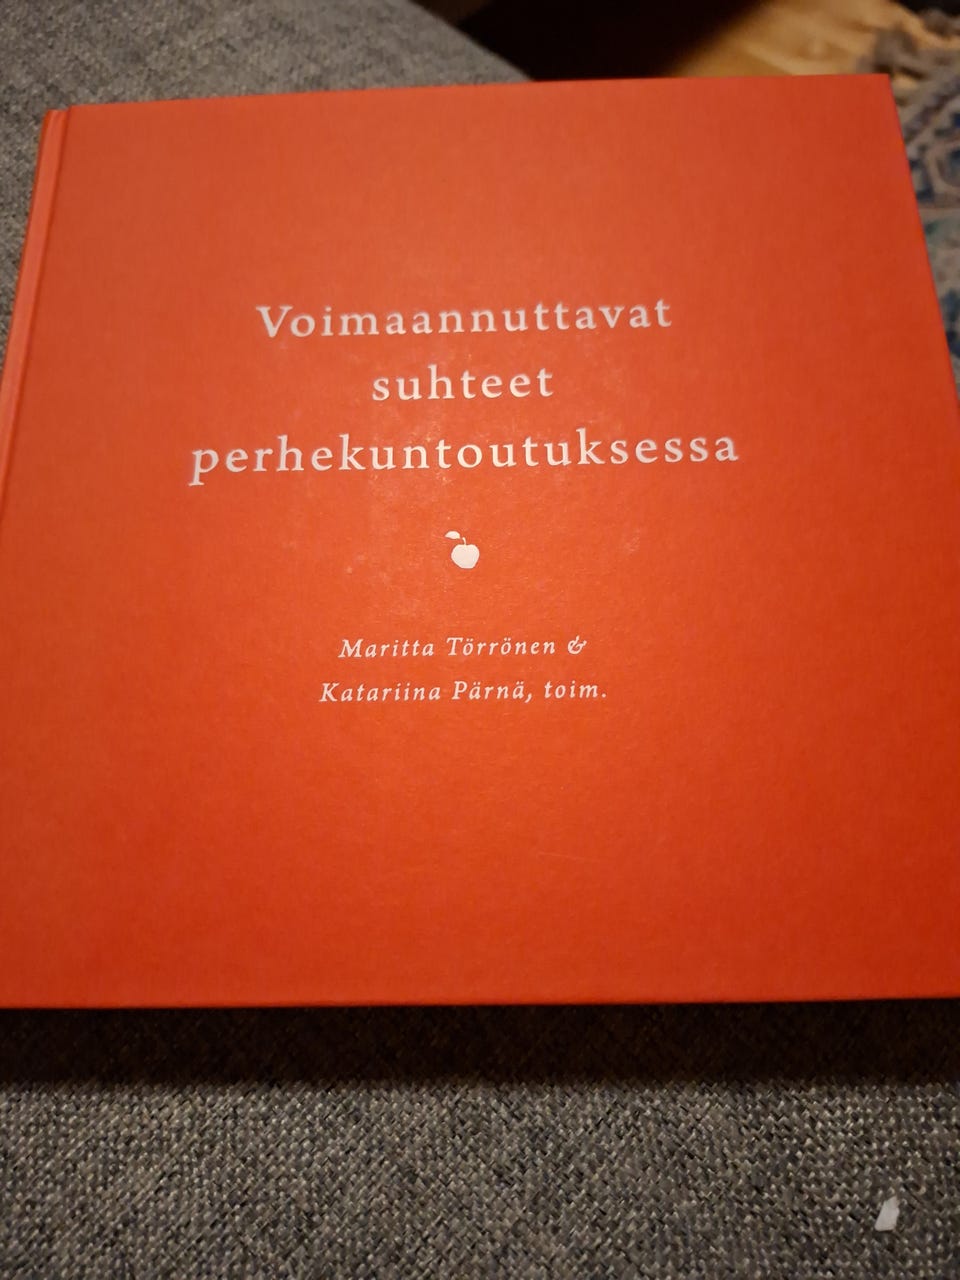 Voimaannuttavat
suhteet
perhekuntoutuksessa
Maritta Törrönen &
Katariina Pärnä, toim.